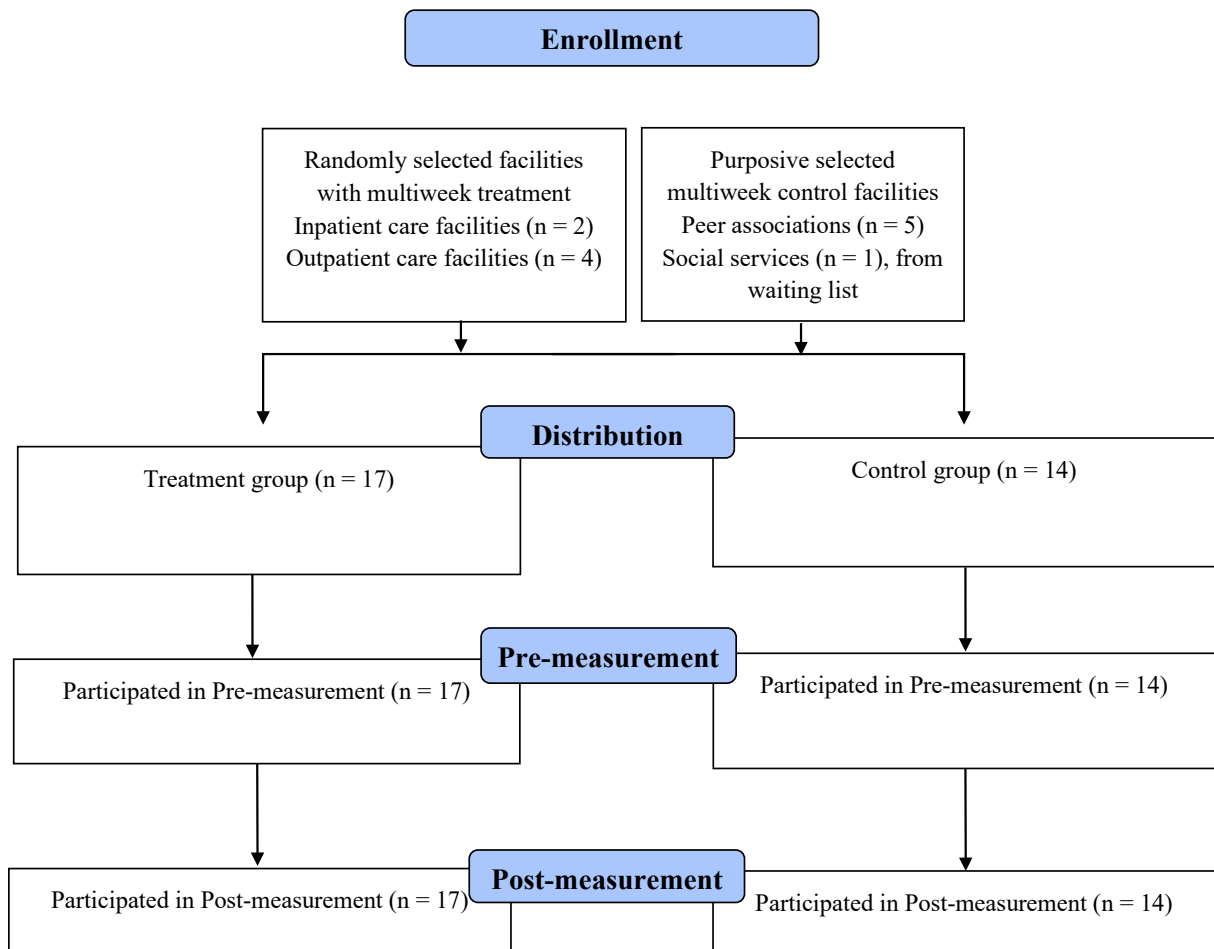 Enrollment
Randomly selected facilities
with multiweek treatment
Inpatient care facilities (n = 2)
Outpatient care facilities (n = 4)
Purposive selected
multiweek control facilities
Peer associations (n = 5)
Social services (n = 1), from
waiting list
Distribution
Treatment group (n = 17)
Control group (n = 14)
Pre-measurement
Participated in Pre-measurement (n = 17)
Participated in Pre-measurement (n = 14)
Post-measurement
Participated in Post-measurement (n = 17)
Participated in Post-measurement (n = 14)